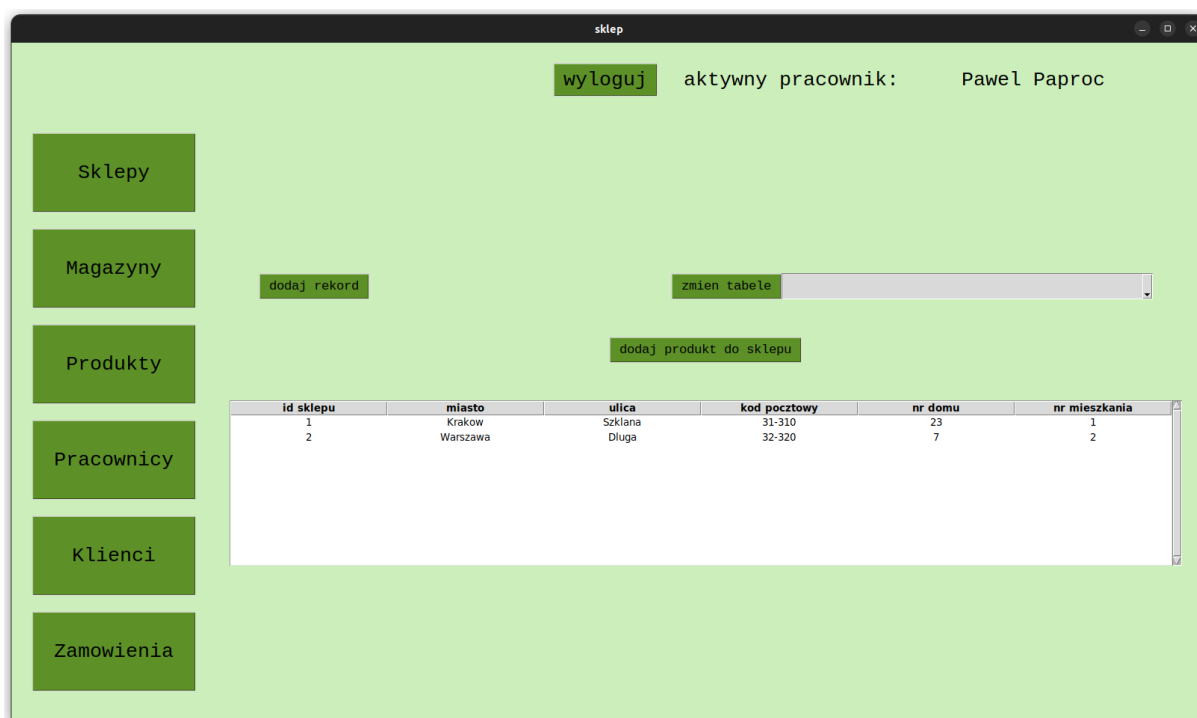 sklep
wyloguj aktywny pracownik: Pawel Paproc
Sklepy
Magazyny
Produkty
Pracownicy
Klienci
Zamowienia
dodaj rekord zmien tabele
dodaj produkt do sklepu
id sklepu miasto ulica kod pocztowy nr domu nr mieszkania
1 Krakow Szklana 31-310 23 1
2 Warszawa Dluga 32-320 7 2